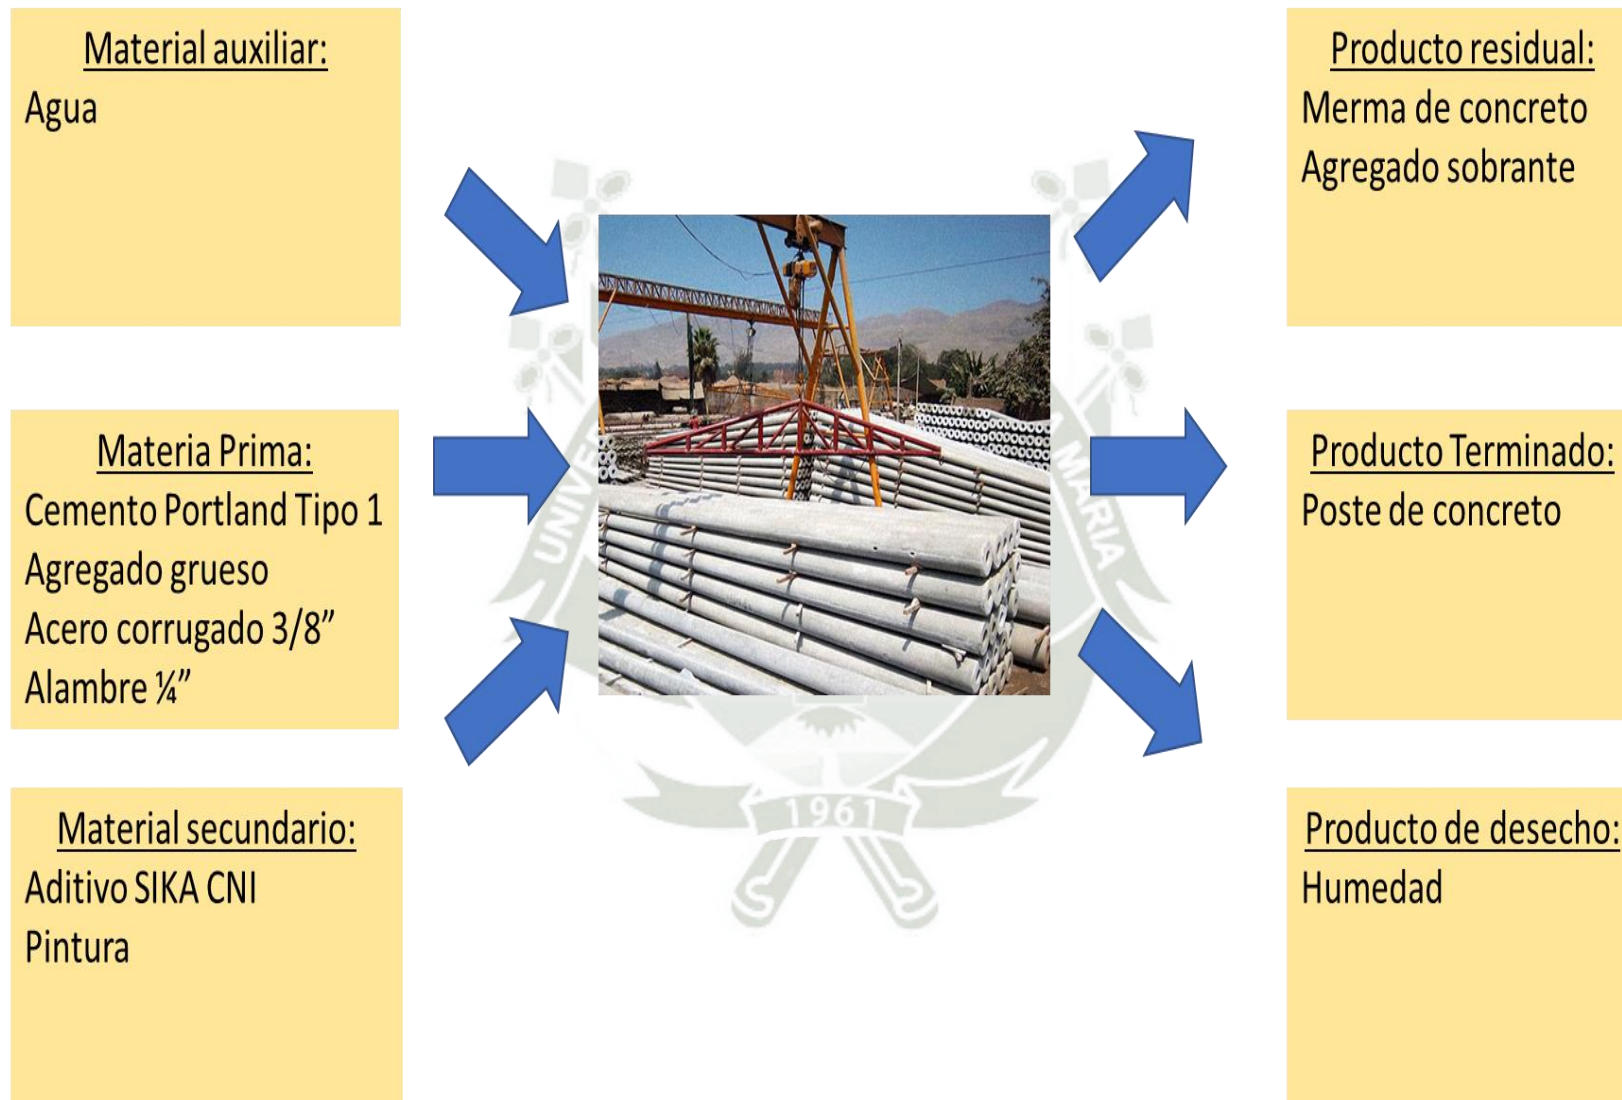 Material auxiliar:
Agua
Materia Prima:
Cemento Portland Tipo 1
Agregado grueso
Acero corrugado 3/8”
Alambre ¼”
Material secundario:
Aditivo SIKA CNI
Pintura
Producto residual:
Merma de concreto
Agregado sobrante
Producto Terminado:
Poste de concreto
Producto de desecho:
Humedad
MARIA
1961